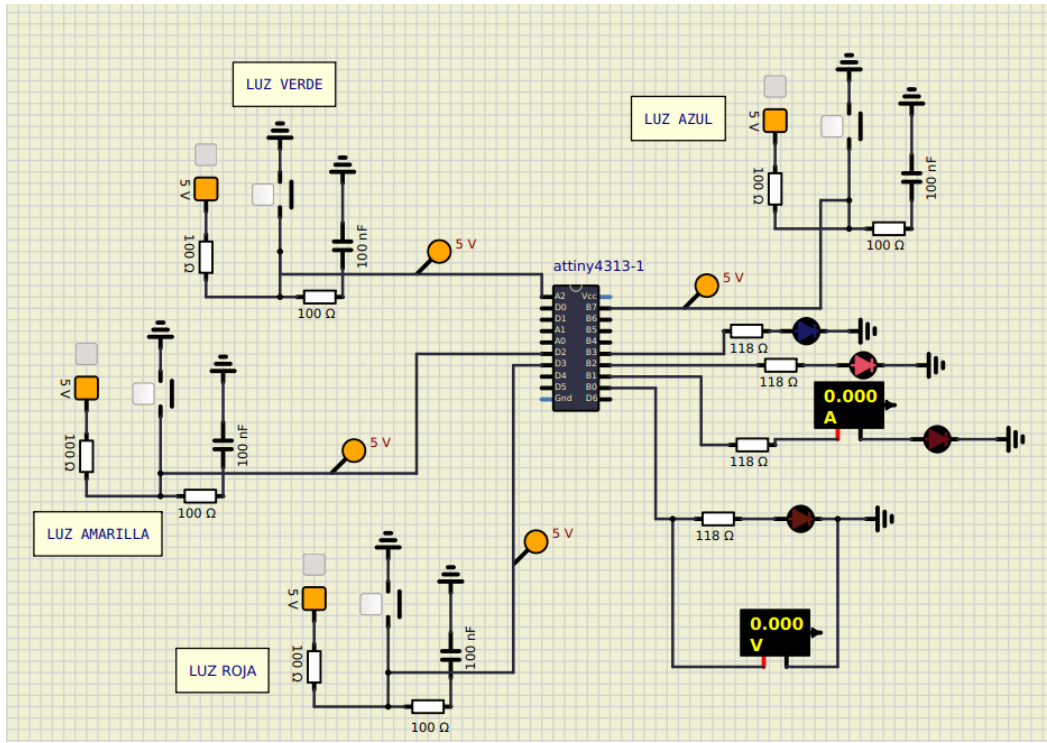 LUZ VERDE
5 V
100 Ω
100 nF
100 Ω
5 V
LUZ AZUL
5 V
100 Ω
100 nF
100 Ω
5 V
attiny4313-1
A2
D0
D1
A1
A0
D2
D3
D4
D5
Gnd
Vcc
B7
B6
B5
B4
B3
B2
B1
B0
D6
118 Ω
118 Ω
0.000
A
118 Ω
5 V
100 Ω
100 nF
100 Ω
5 V
LUZ AMARILLA
118 Ω
0.000
V
5 V
5 V
100 Ω
100 nF
100 Ω
LUZ ROJA